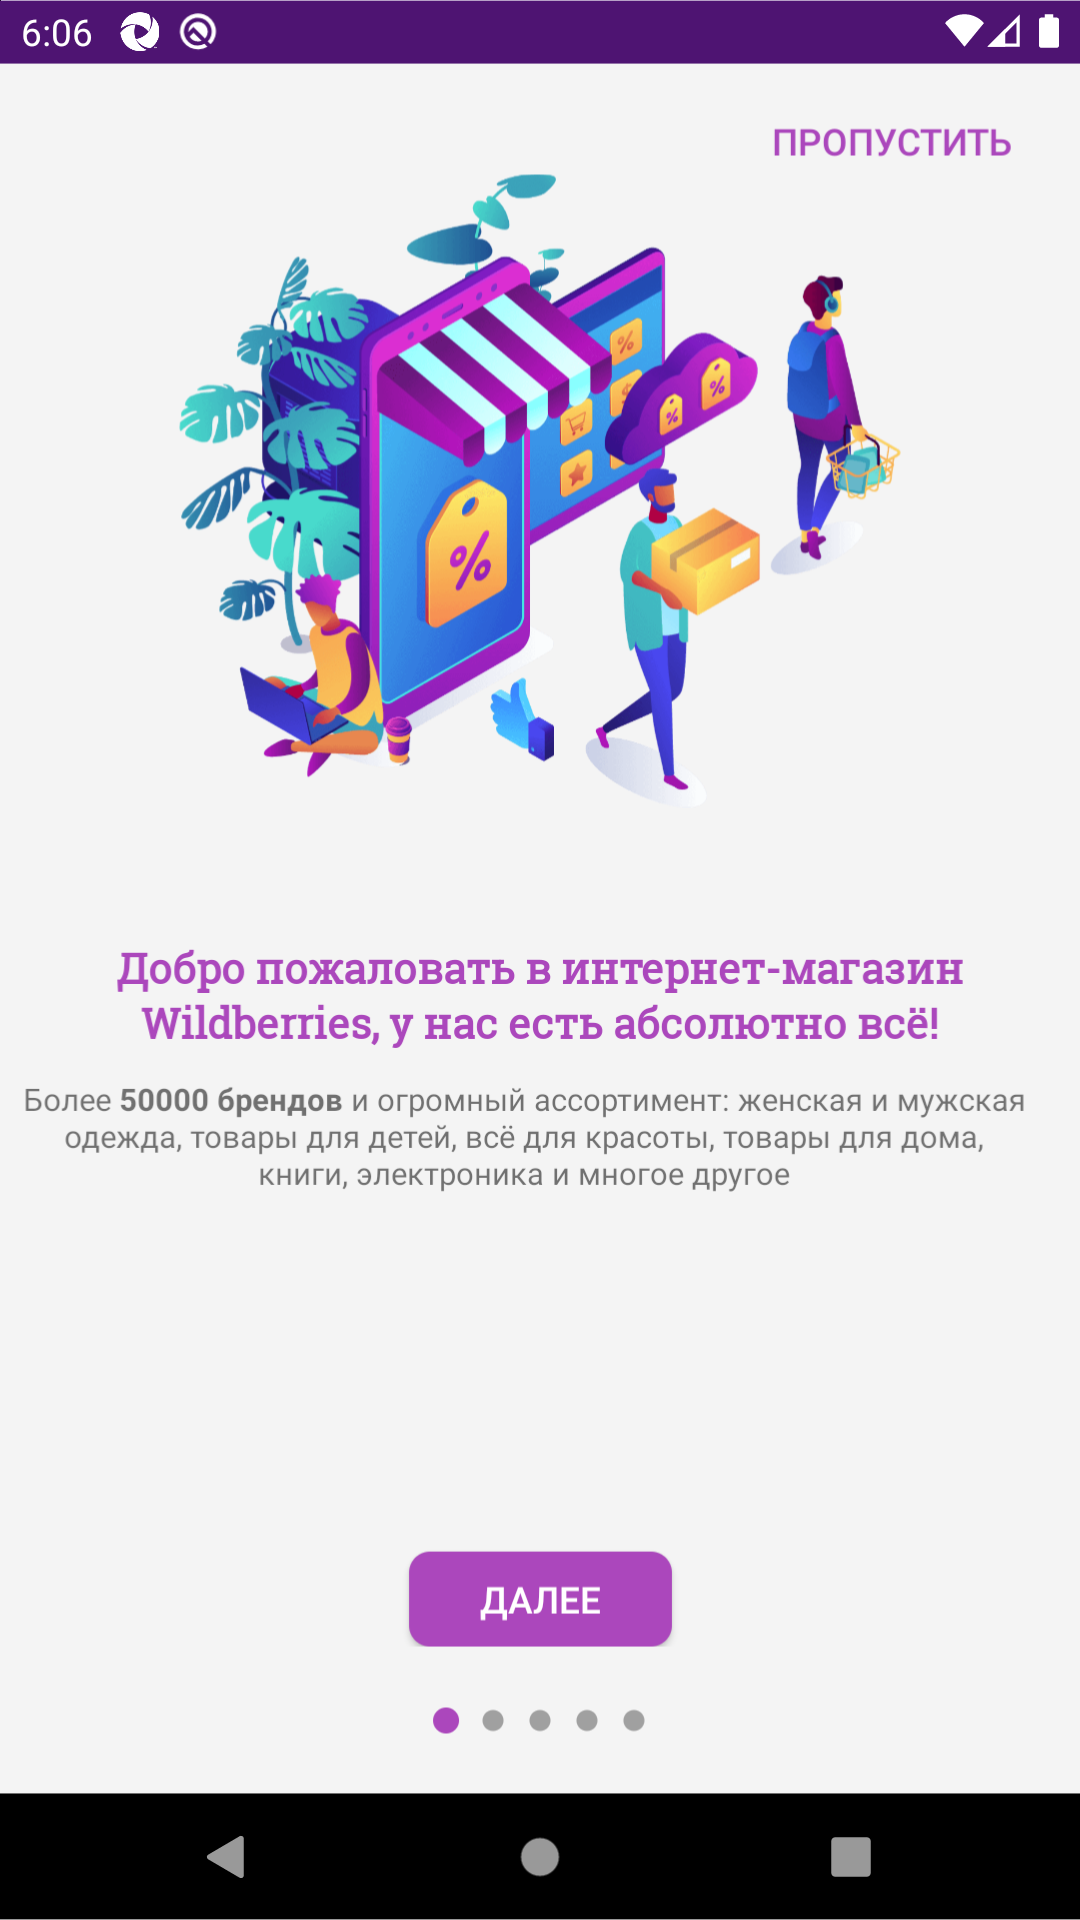 6:06
ПРОПУСТИТЬ
Добро пожаловать в интернет-магазин
Wildberries, у нас есть абсолютно всё!
Более 50000 брендов и огромный ассортимент: женская и мужская
одежда, товары для детей, всё для красоты, товары для дома,
книги, электроника и многое другое
ДАЛЕЕ